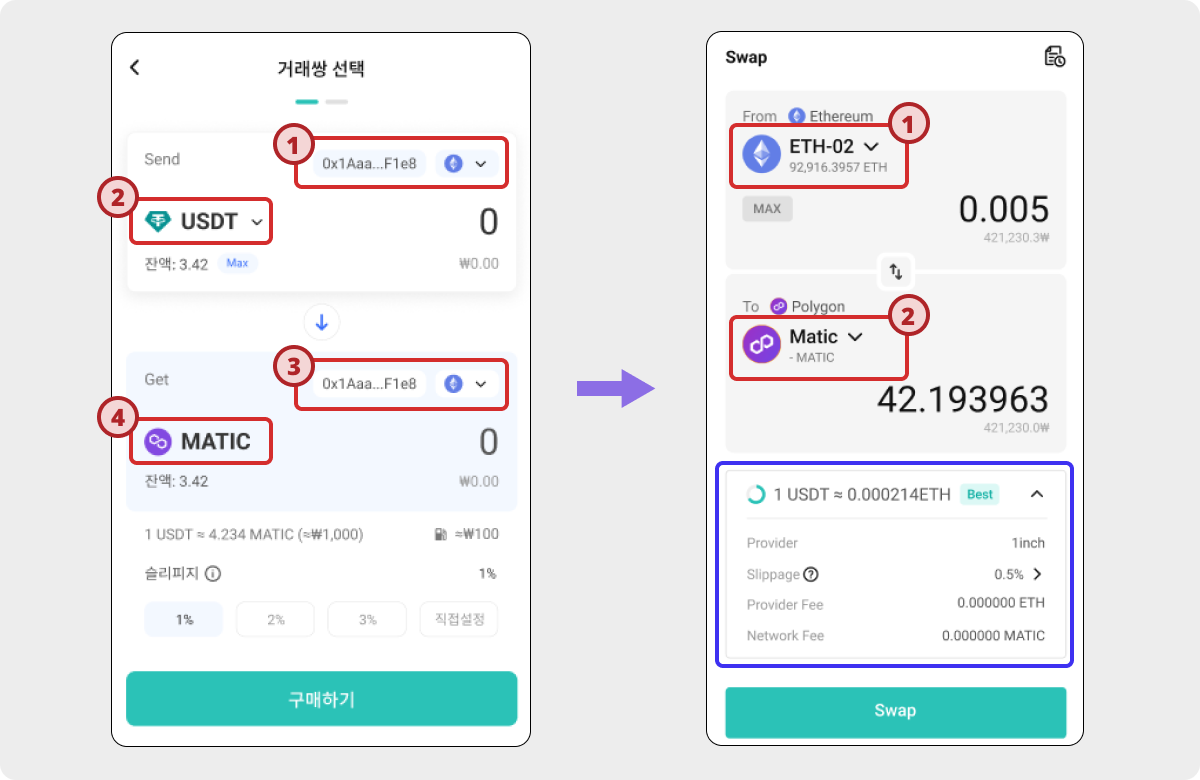 거래쌍 선택
1
Send
0x1Aaa...F1e8
2
USDT
0
잔액: 3.42
Max
₩0.00
3
Get
0x1Aaa...F1e8
4
MATIC
0
잔액: 3.42
₩0.00
1 USDT ≈ 4.234 MATIC (≈₩1,000)
≈₩100
슬리피지
1%
1%
2%
3%
직접설정
구매하기
Swap
From
Ethereum
1
ETH-02
92,916.3957 ETH
MAX
0.005
421,230.3₩
To
Polygon
2
Matic
- MATIC
42.193963
421,230.0₩
1 USDT ≈ 0.000214ETH
Best
Provider
1inch
Slippage
0.5%
Provider Fee
0.000000 ETH
Network Fee
0.000000 MATIC
Swap